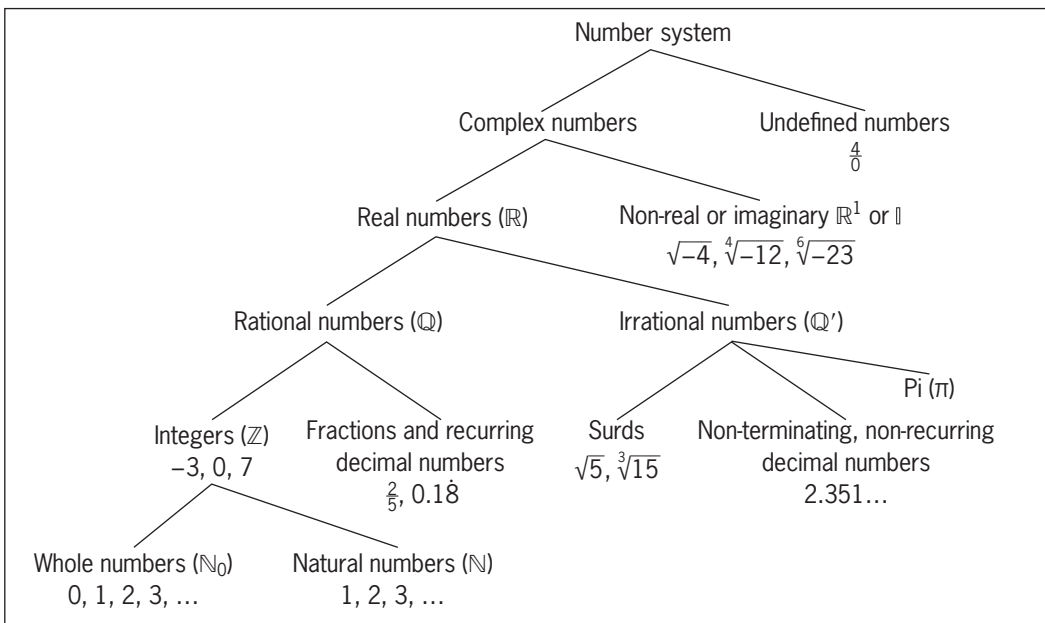 Number system
Complex numbers
Undefined numbers
4/0
Real numbers (ℝ)
Non-real or imaginary ℝ¹ or 𝕀
√−4, ∜−12, ⁶√−23
Rational numbers (ℚ)
Irrational numbers (ℚ′)
Pi (π)
Integers (ℤ)
−3, 0, 7
Fractions and recurring
decimal numbers
2/5, 0.18̇
Surds
√5, ∛15
Non-terminating, non-recurring
decimal numbers
2.351…
Whole numbers (ℕ₀)
0, 1, 2, 3, …
Natural numbers (ℕ)
1, 2, 3, …